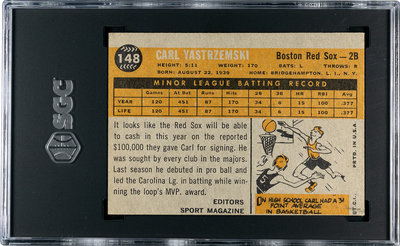 148
CARL YASTRZEMSKI
Boston Red Sox — 2B
HEIGHT: 5:11 WEIGHT: 170 BATS: L THROWS: R
BORN: AUGUST 22, 1939 HOME: BRIDGEHAMPTON, L. I., N.Y.
MINOR LEAGUE BATTING RECORD
Games At Bat Runs Hits 2B 3B HR RBI Avg.
YEAR 120 451 87 170 34 6 15 100 .377
LIFE 120 451 87 170 34 6 15 100 .377
It looks like the Red Sox will be able
to cash in this year on the reported
$100,000 they gave Carl for signing. He
was sought by every club in the majors.
Last season he debuted in pro ball and
led the Carolina Lg. in batting while win-
ning the loop's MVP. award.
EDITORS
SPORT MAGAZINE
IN HIGH SCHOOL CARL HAD A 31
POINT AVERAGE
IN BASKETBALL
©T.C.G.
PRTD. IN U.S.A.
SGC